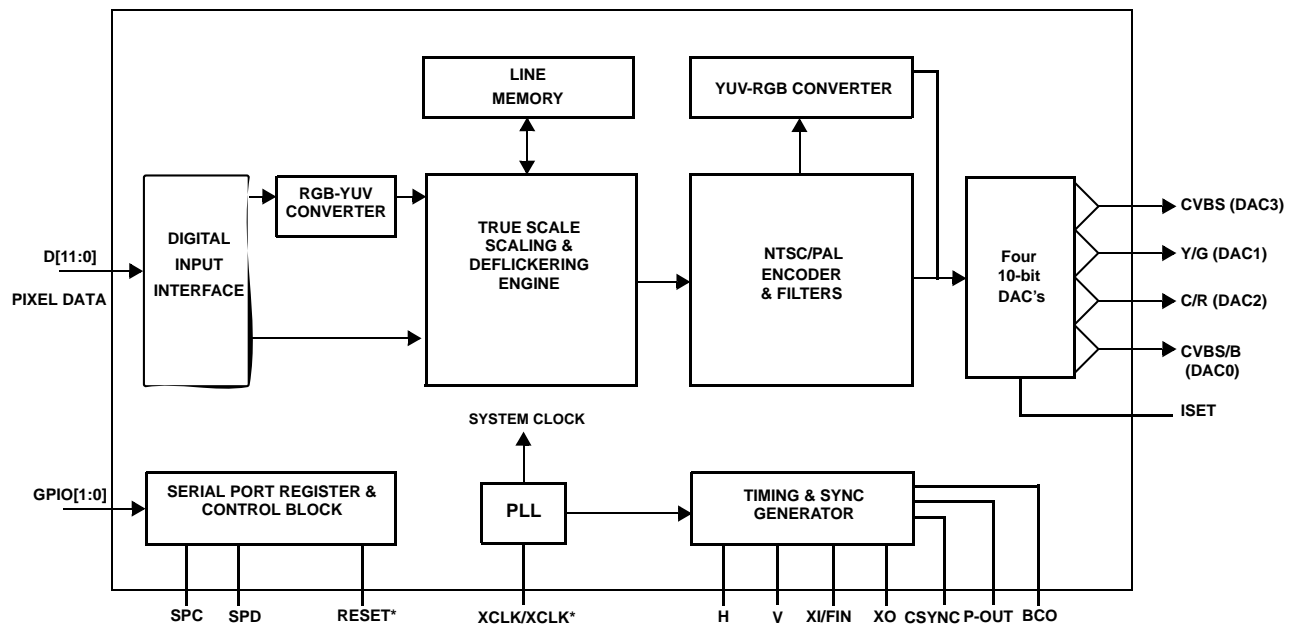 LINE
MEMORY
YUV-RGB CONVERTER
RGB-YUV
CONVERTER
TRUE SCALE
SCALING &
DEFLICKERING
ENGINE
DIGITAL
INPUT
INTERFACE
D[11:0]
PIXEL DATA
NTSC/PAL
ENCODER
& FILTERS
Four
10-bit
DAC's
CVBS (DAC3)
Y/G (DAC1)
C/R (DAC2)
CVBS/B
(DAC0)
ISET
SYSTEM CLOCK
GPIO[1:0]
SERIAL PORT REGISTER &
CONTROL BLOCK
PLL
TIMING & SYNC
GENERATOR
SPC
SPD
RESET*
XCLK/XCLK*
H
V
XI/FIN
XO
CSYNC
P-OUT
BCO